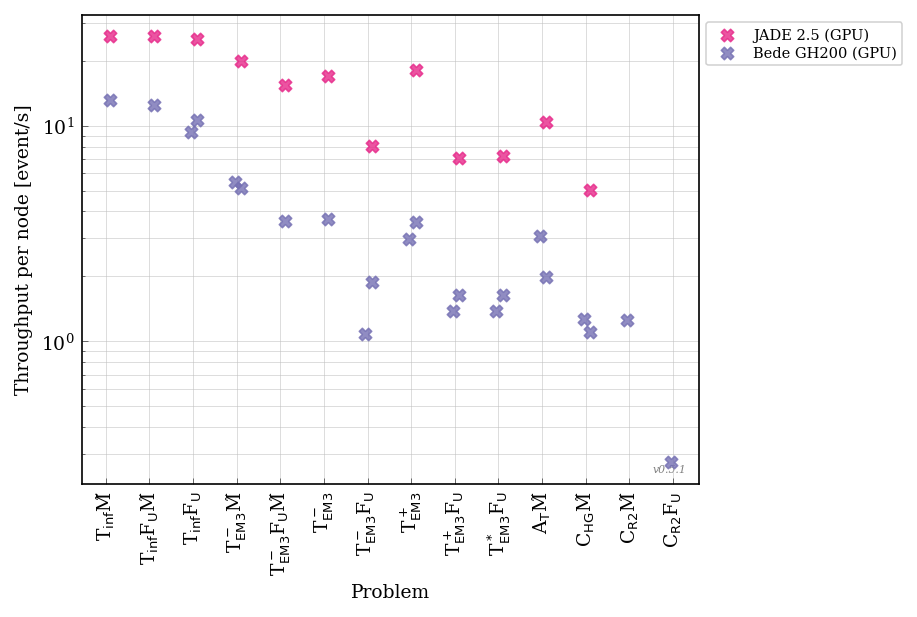 JADE 2.5 (GPU)
Bede GH200 (GPU)
Throughput per node [event/s]
10¹
10⁰
T_inf M̃
T_inf F_U M̃
T_inf F_U
T⁻_EM3 M̃
T⁻_EM3 F_U M̃
T⁻_EM3
T⁻_EM3 F_U
T⁺_EM3
T⁺_EM3 F_U
T*_EM3 F_U
A_T M̃
C_HG M̃
C_R2 M̃
C_R2 F_U
Problem